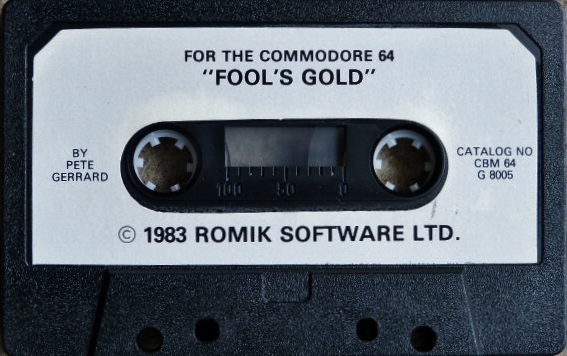 FOR THE COMMODORE 64
"FOOL'S GOLD"
BY
PETE
GERRARD
CATALOG NO
CBM 64
G 8005
100 50 0
© 1983 ROMIK SOFTWARE LTD.